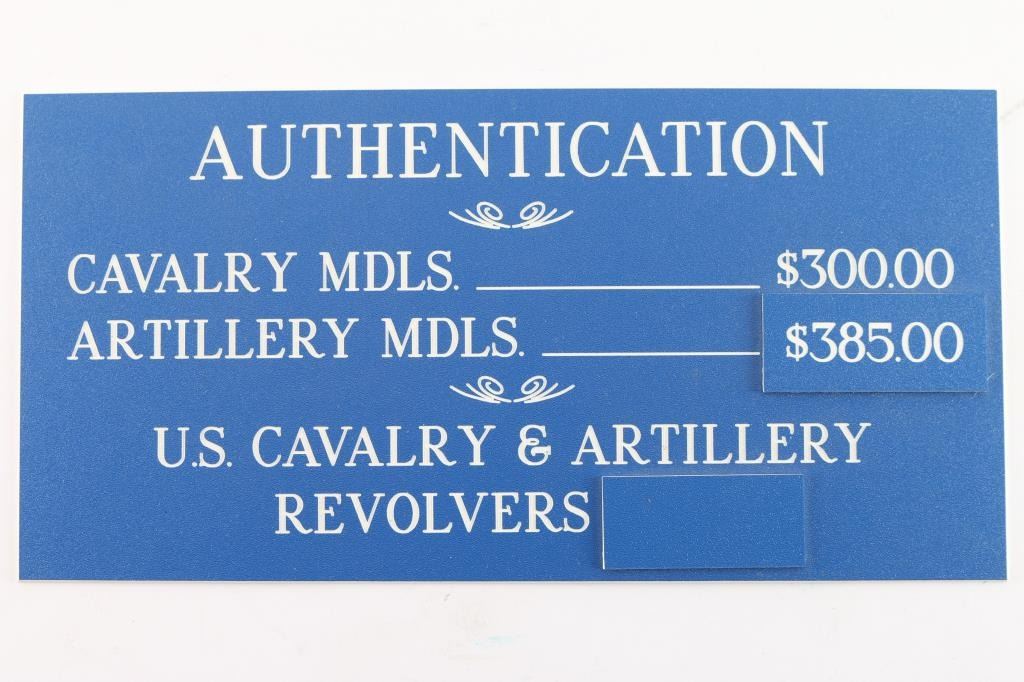 AUTHENTICATION
CAVALRY MDLS. $300.00
ARTILLERY MDLS. $385.00
U.S. CAVALRY & ARTILLERY
REVOLVERS